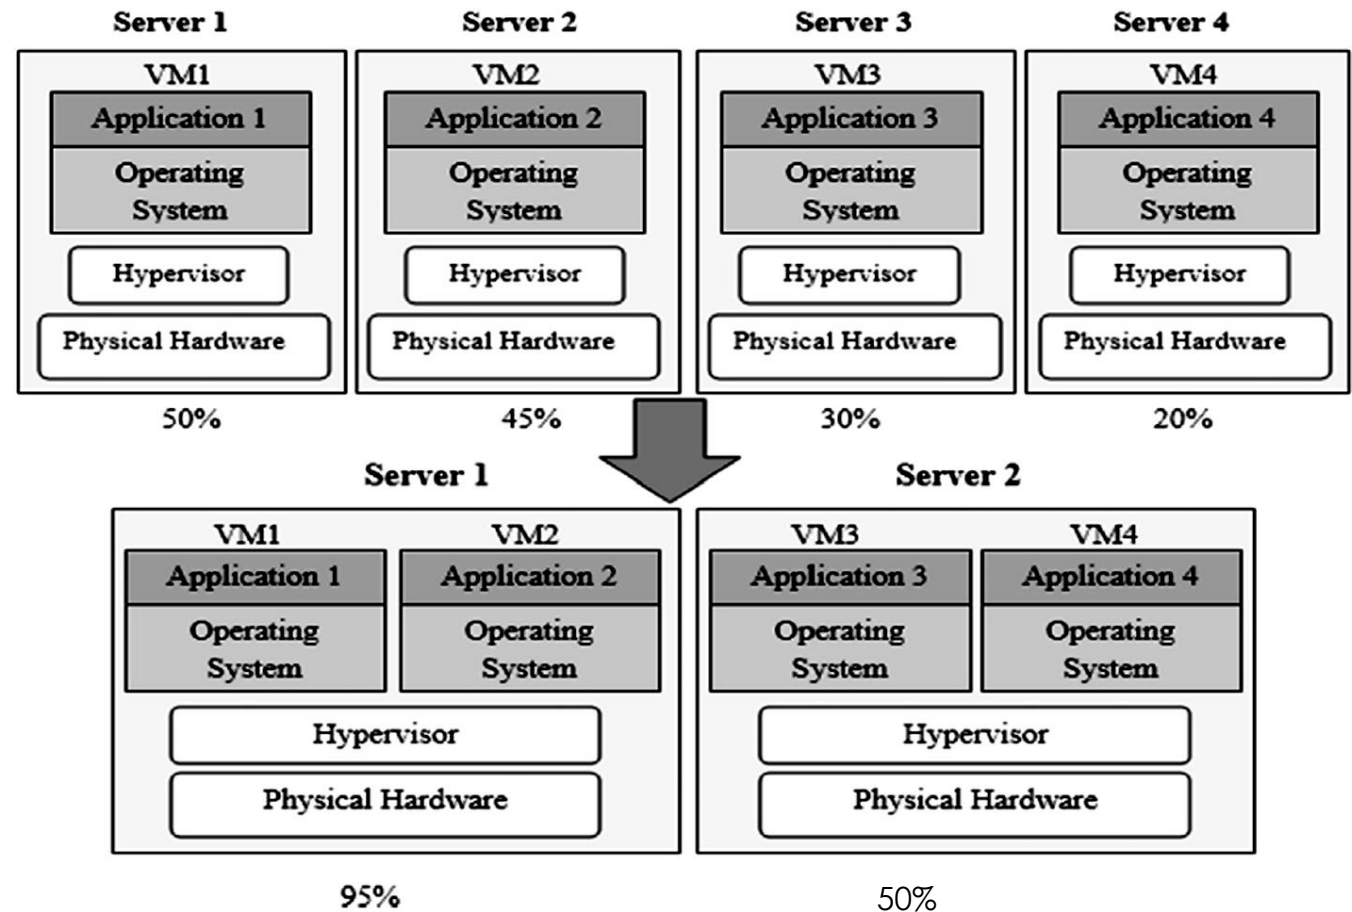 Server 1
Server 2
Server 3
Server 4
VM1
VM2
VM3
VM4
Application 1
Application 2
Application 3
Application 4
Operating
System
Operating
System
Operating
System
Operating
System
Hypervisor
Hypervisor
Hypervisor
Hypervisor
Physical Hardware
Physical Hardware
Physical Hardware
Physical Hardware
50%
45%
30%
20%
Server 1
Server 2
VM1
VM2
VM3
VM4
Application 1
Application 2
Application 3
Application 4
Operating
System
Operating
System
Operating
System
Operating
System
Hypervisor
Hypervisor
Physical Hardware
Physical Hardware
95%
50%